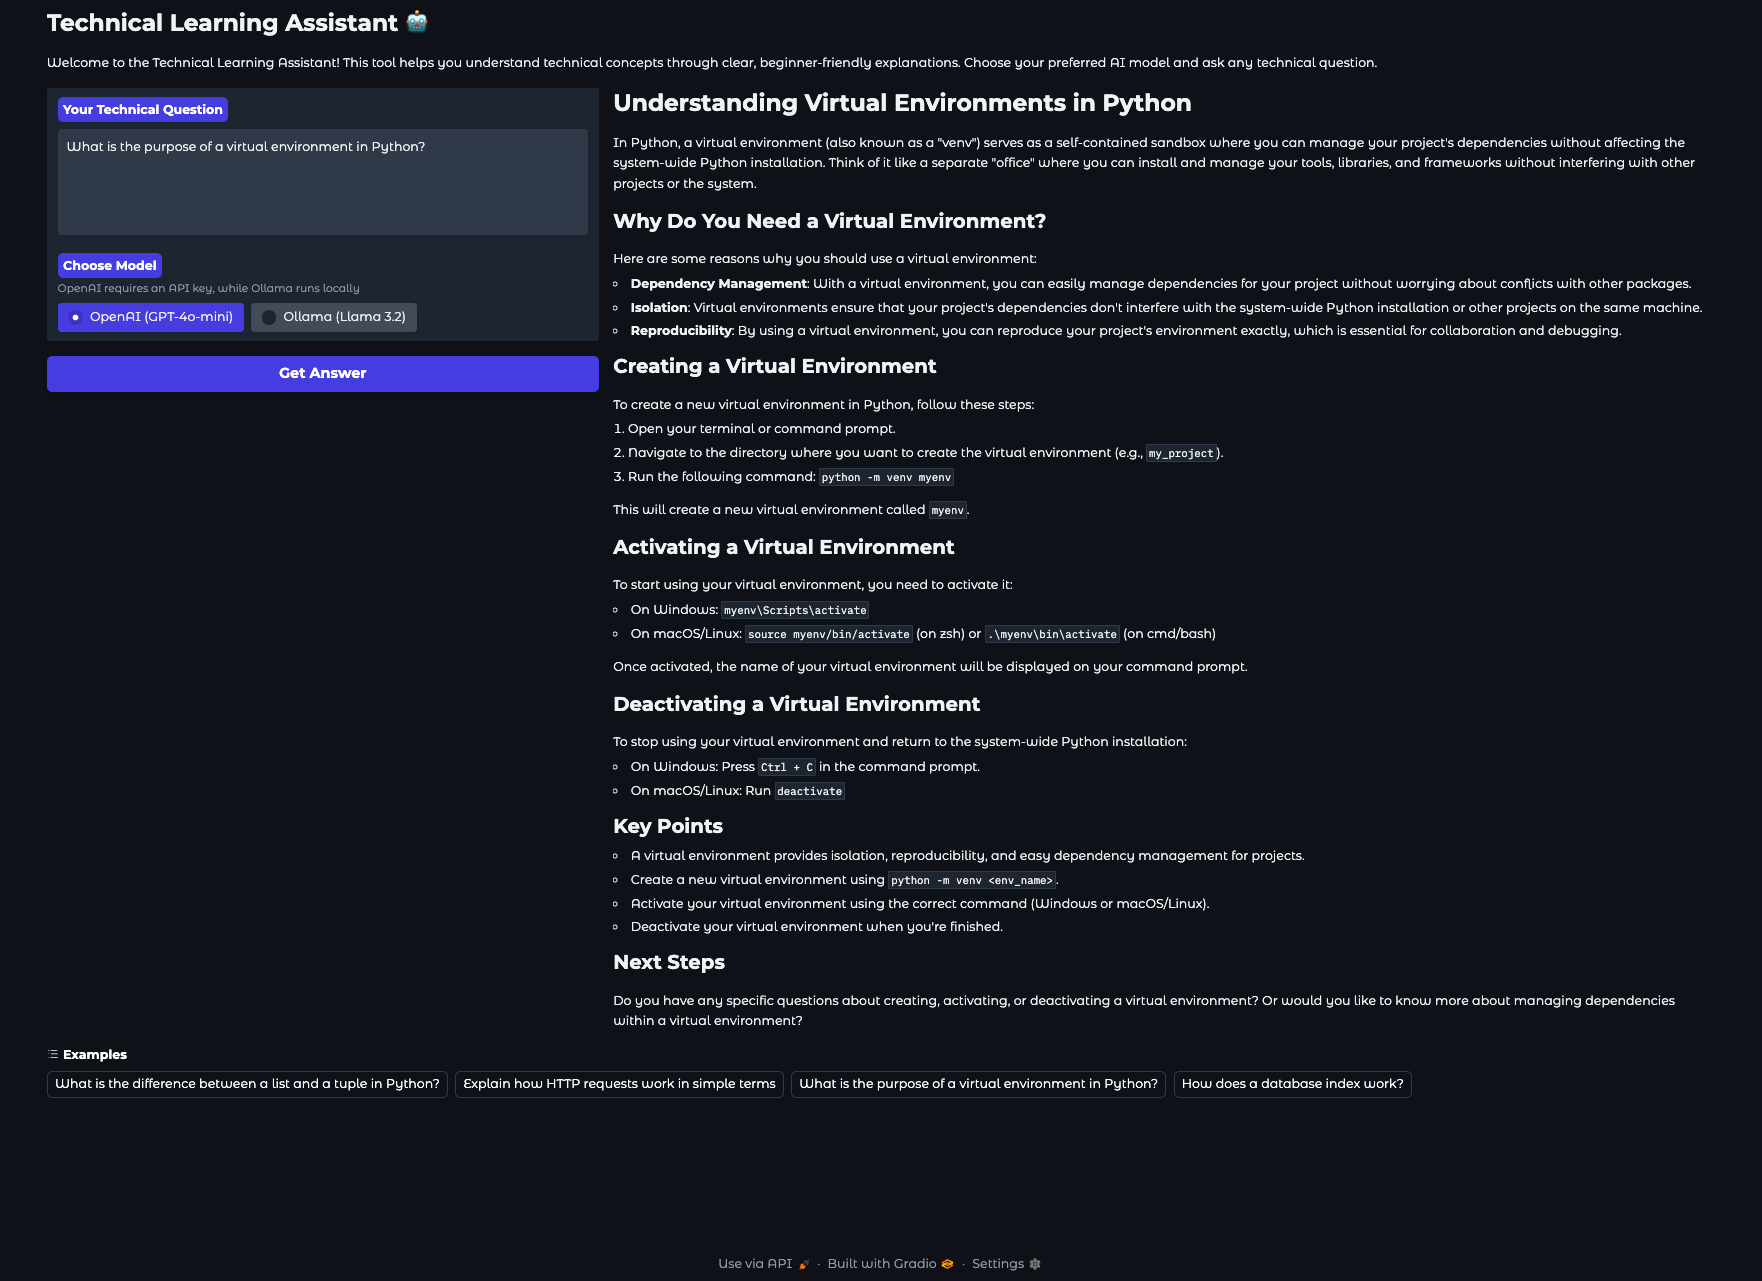 Technical Learning Assistant 🤖
Welcome to the Technical Learning Assistant! This tool helps you understand technical concepts through clear, beginner-friendly explanations. Choose your preferred AI model and ask any technical question.
Your Technical Question
What is the purpose of a virtual environment in Python?
Choose Model
OpenAI requires an API key, while Ollama runs locally
OpenAI (GPT-4o-mini)
Ollama (Llama 3.2)
Get Answer
Understanding Virtual Environments in Python
In Python, a virtual environment (also known as a "venv") serves as a self-contained sandbox where you can manage your project's dependencies without affecting the
system-wide Python installation. Think of it like a separate "office" where you can install and manage your tools, libraries, and frameworks without interfering with other
projects or the system.
Why Do You Need a Virtual Environment?
Here are some reasons why you should use a virtual environment:
Dependency Management: With a virtual environment, you can easily manage dependencies for your project without worrying about conflicts with other packages.
Isolation: Virtual environments ensure that your project's dependencies don't interfere with the system-wide Python installation or other projects on the same machine.
Reproducibility: By using a virtual environment, you can reproduce your project's environment exactly, which is essential for collaboration and debugging.
Creating a Virtual Environment
To create a new virtual environment in Python, follow these steps:
1. Open your terminal or command prompt.
2. Navigate to the directory where you want to create the virtual environment (e.g., my_project).
3. Run the following command: python -m venv myenv
This will create a new virtual environment called myenv.
Activating a Virtual Environment
To start using your virtual environment, you need to activate it:
On Windows: myenv\Scripts\activate
On macOS/Linux: source myenv/bin/activate (on zsh) or .\myenv\bin\activate (on cmd/bash)
Once activated, the name of your virtual environment will be displayed on your command prompt.
Deactivating a Virtual Environment
To stop using your virtual environment and return to the system-wide Python installation:
On Windows: Press Ctrl + C in the command prompt.
On macOS/Linux: Run deactivate
Key Points
A virtual environment provides isolation, reproducibility, and easy dependency management for projects.
Create a new virtual environment using python -m venv <env_name>.
Activate your virtual environment using the correct command (Windows or macOS/Linux).
Deactivate your virtual environment when you're finished.
Next Steps
Do you have any specific questions about creating, activating, or deactivating a virtual environment? Or would you like to know more about managing dependencies
within a virtual environment?
Examples
What is the difference between a list and a tuple in Python?
Explain how HTTP requests work in simple terms
What is the purpose of a virtual environment in Python?
How does a database index work?
Use via API 🚀 · Built with Gradio · Settings ⚙️